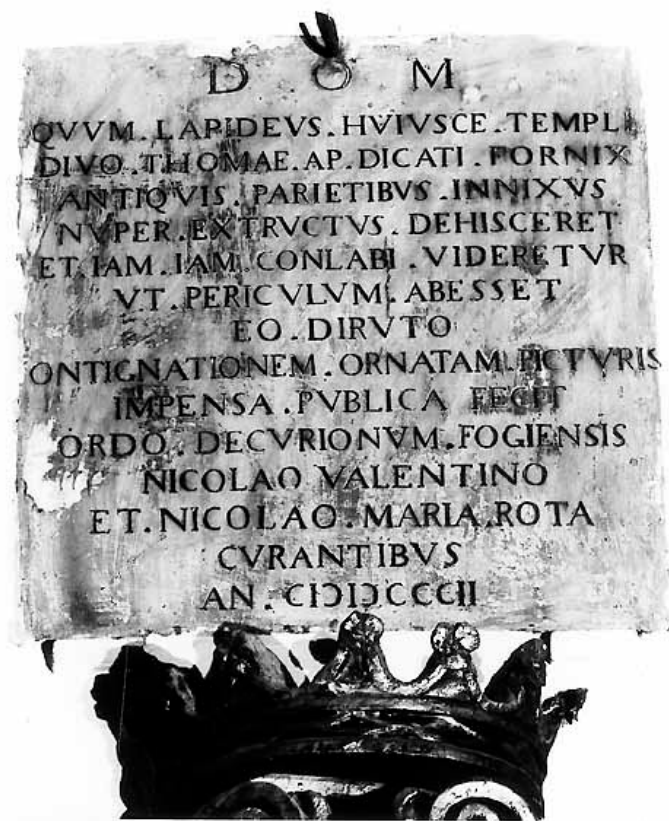 D O M
QVVM . LAPIDEVS . HVIVSCE . TEMPLI
DIVO . THOMAE . AP . DICATI . FORNIX
ANTIQVIS . PARIETIBVS . INNIXVS
NVPER . EXTRVCTVS . DEHISCERET
ET . IAM . IAM . CONLABI . VIDERETVR
VT . PERICVLVM . ABESSET
EO . DIRVTO
ONTIGNATIONEM . ORNATAM . PICTVRIS
IMPENSA . PVBLICA FECIT
ORDO . DECVRIONVM . FOGIENSIS
NICOLAO VALENTINO
ET . NICOLAO . MARIA . ROTA
CVRANTIBVS
AN . CIƆIƆCCCII